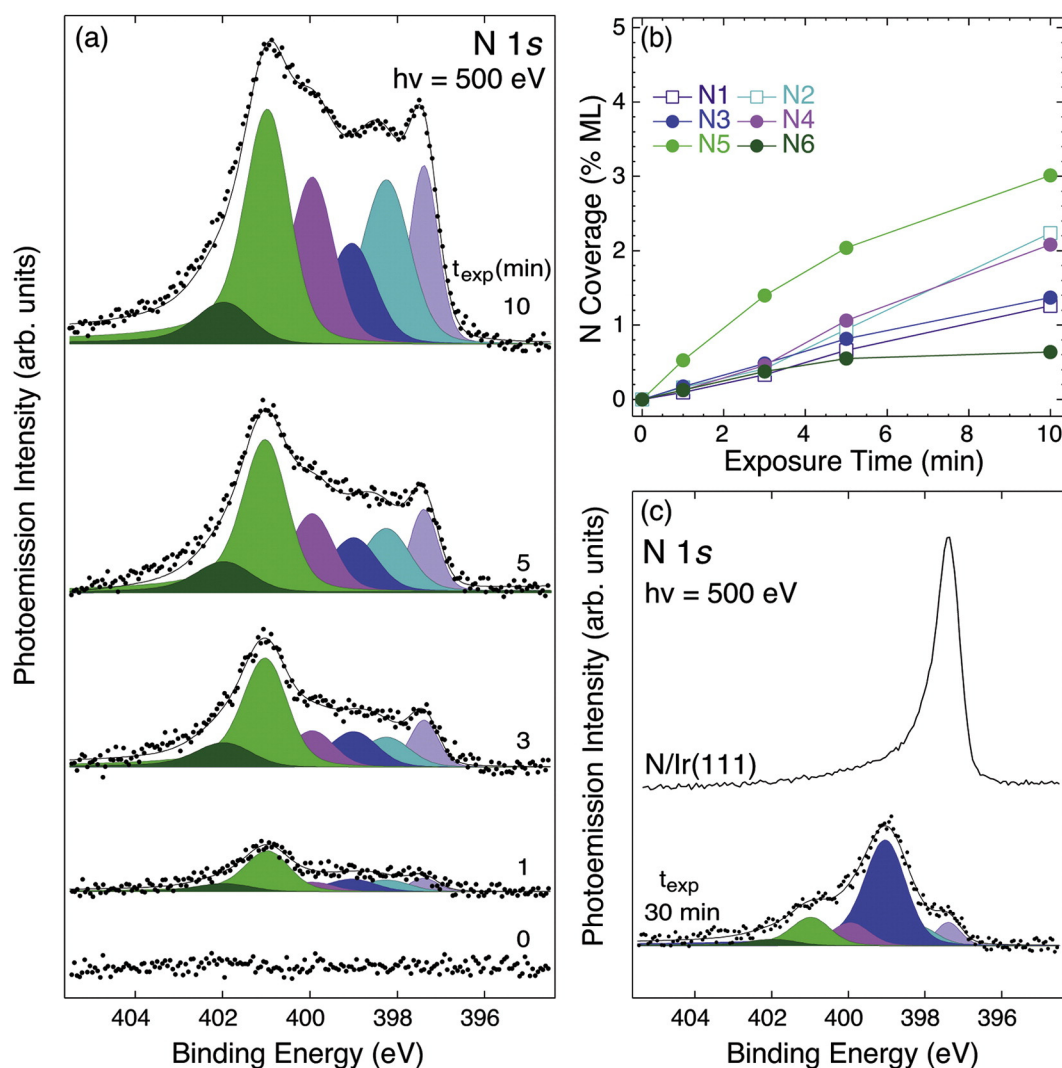 (a)
N 1s
hν = 500 eV
t_exp(min)
10
5
3
1
0
Photoemission Intensity (arb. units)
404 402 400 398 396
Binding Energy (eV)
(b)
N1 N2
N3 N4
N5 N6
N Coverage (% ML)
5
4
3
2
1
0
0 2 4 6 8 10
Exposure Time (min)
(c)
N 1s
hν = 500 eV
N/Ir(111)
t_exp
30 min
Photoemission Intensity (arb. units)
404 402 400 398 396
Binding Energy (eV)